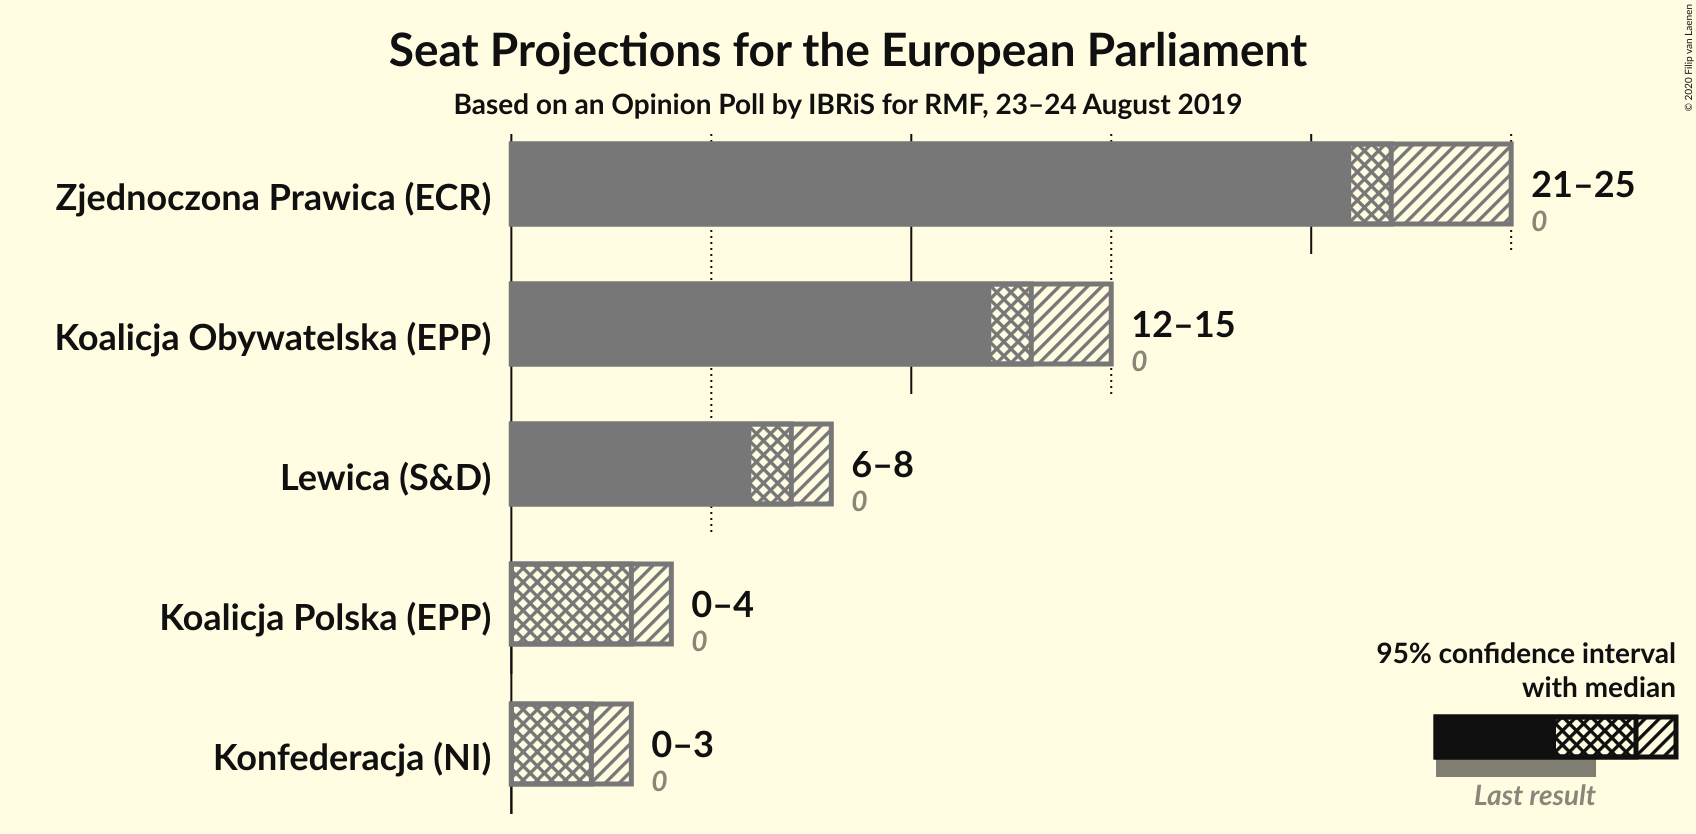 Seat Projections for the European Parliament
Based on an Opinion Poll by IBRiS for RMF, 23–24 August 2019
© 2020 Filip van Laenen
Zjednoczona Prawica (ECR)
21–25
0
Koalicja Obywatelska (EPP)
12–15
0
Lewica (S&D)
6–8
0
Koalicja Polska (EPP)
0–4
0
Konfederacja (NI)
0–3
0
95% confidence interval
with median
Last result